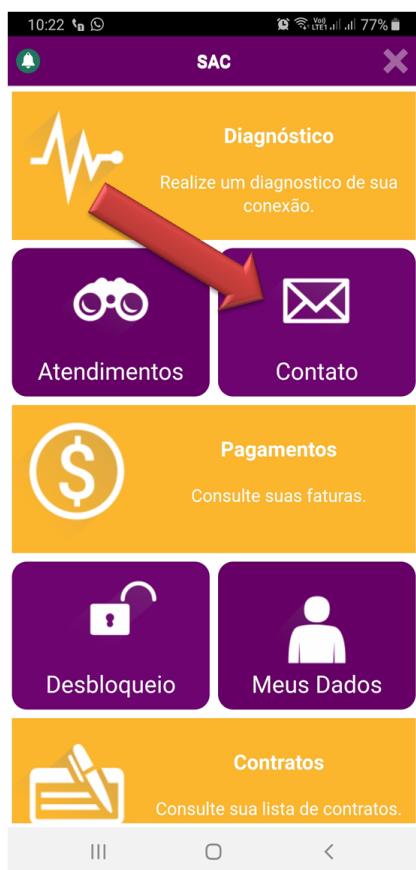 10:22
77%
SAC
Diagnóstico
Realize um diagnostico de sua
conexão.
Atendimentos
Contato
$
Pagamentos
Consulte suas faturas.
Desbloqueio
Meus Dados
Contratos
Consulte sua lista de contratos.